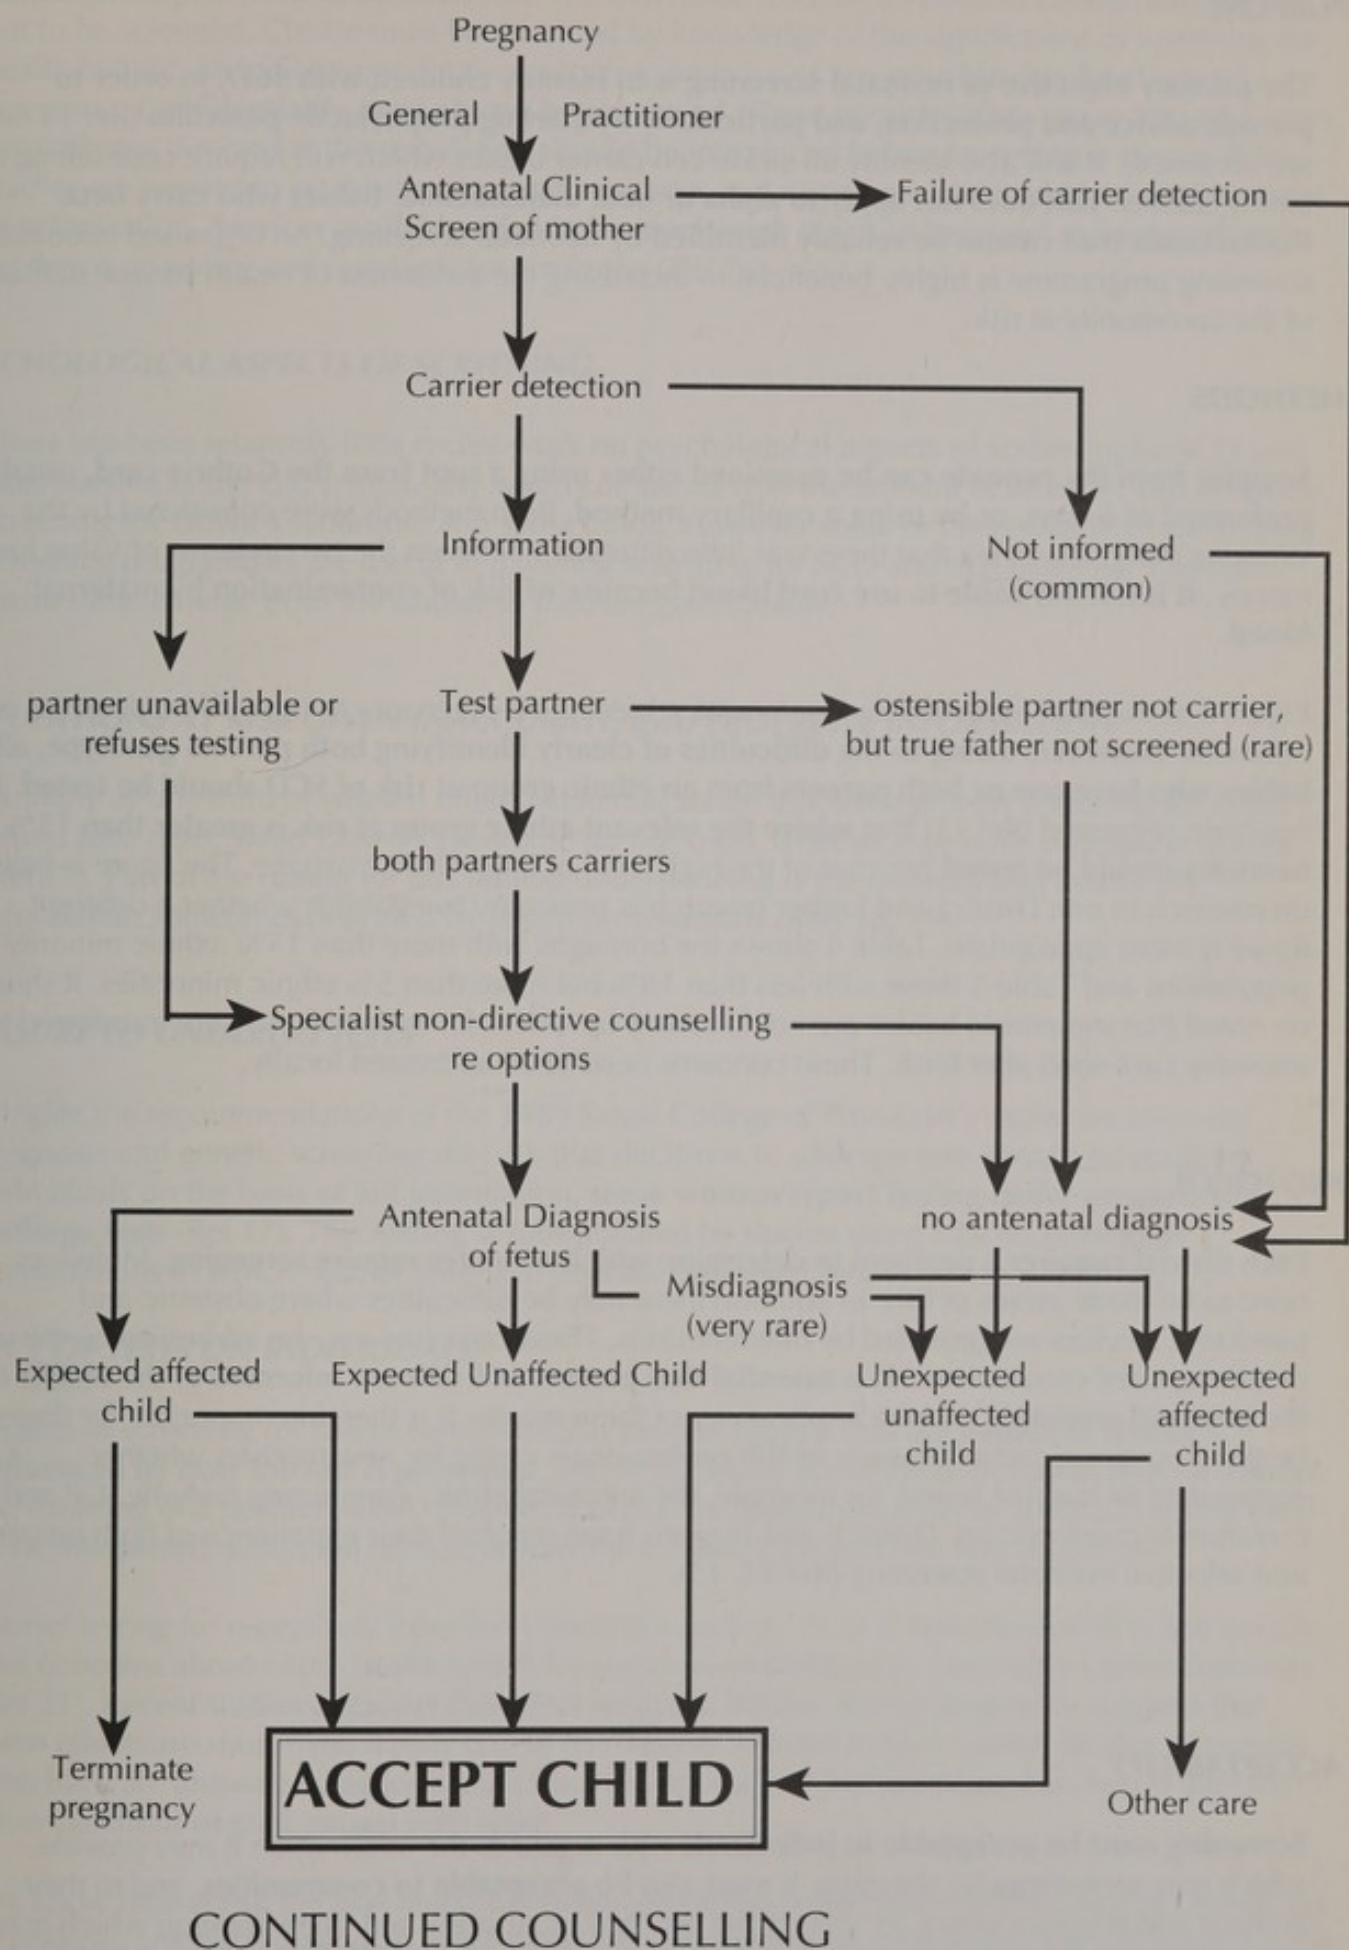 Pregnancy
General Practitioner
Antenatal Clinical
Screen of mother
Failure of carrier detection
Carrier detection
Information
Not informed
(common)
partner unavailable or
refuses testing
Test partner
ostensible partner not carrier,
but true father not screened (rare)
both partners carriers
Specialist non-directive counselling
re options
Antenatal Diagnosis
of fetus
no antenatal diagnosis
Misdiagnosis
(very rare)
Expected affected
child
Expected Unaffected Child
Unexpected
unaffected
child
Unexpected
affected
child
Terminate
pregnancy
ACCEPT CHILD
Other care
CONTINUED COUNSELLING